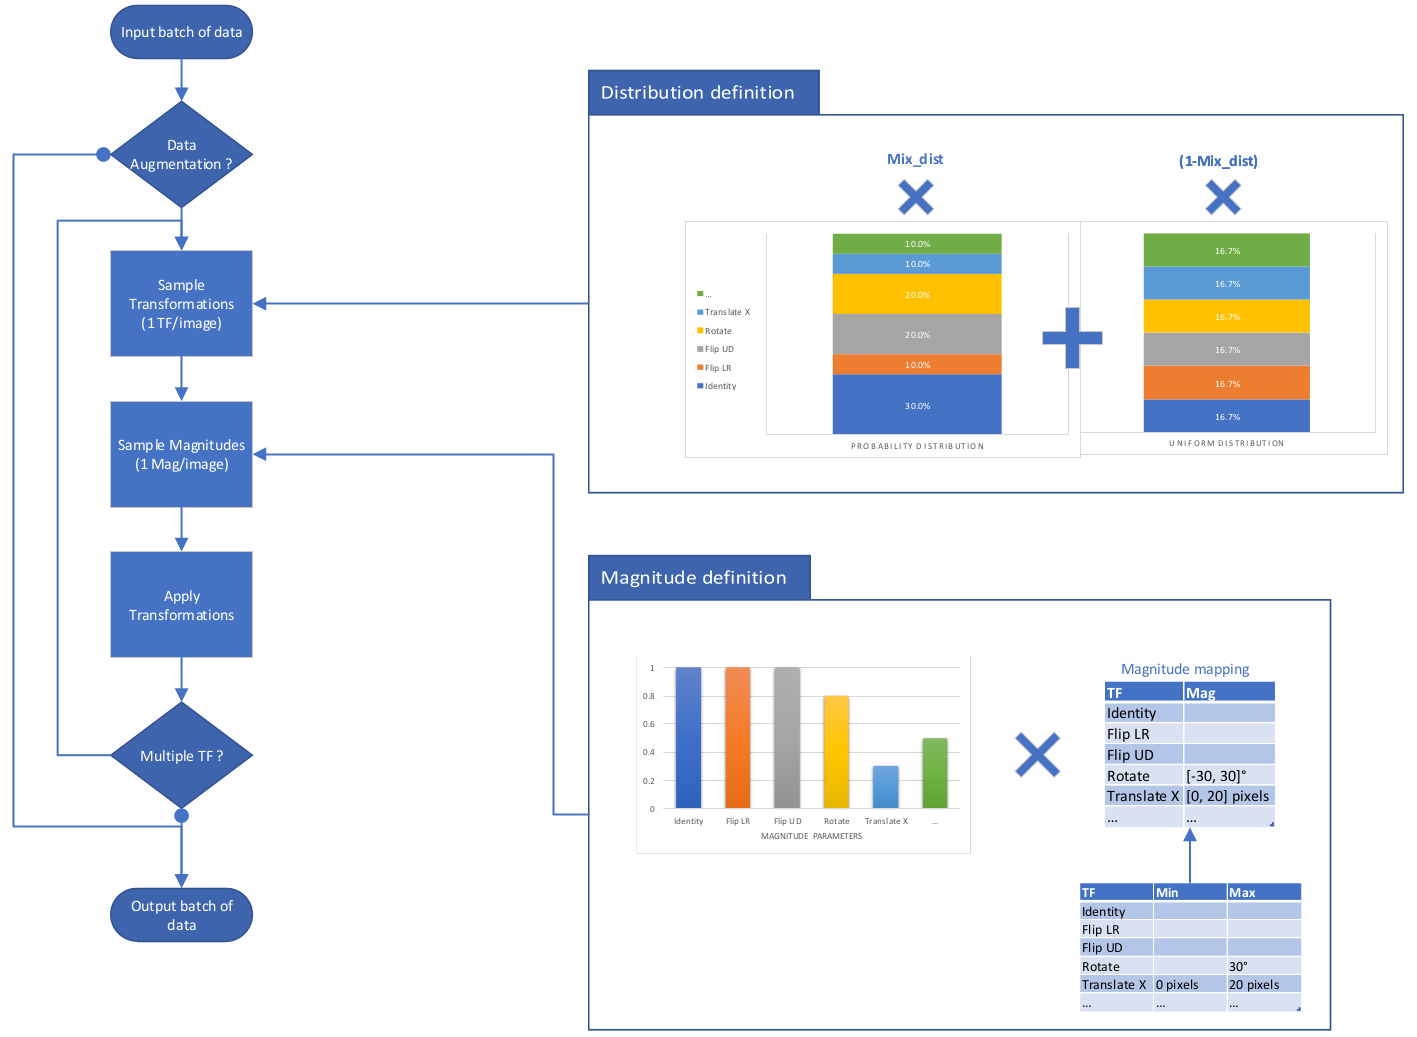 Input batch of data
Data
Augmentation ?
Sample
Transformations
(1 TF/image)
Sample Magnitudes
(1 Mag/image)
Apply
Transformations
Multiple TF ?
Output batch of
data
Distribution definition
Mix_dist
(1-Mix_dist)
...
Translate X
Rotate
Flip UD
Flip LR
Identity
10.0%
10.0%
20.0%
20.0%
10.0%
30.0%
PROBABILITY DISTRIBUTION
16.7%
16.7%
16.7%
16.7%
16.7%
16.7%
UNIFORM DISTRIBUTION
Magnitude definition
1
0.8
0.6
0.4
0.2
0
Identity Flip LR Flip UD Rotate Translate X ...
MAGNITUDE PARAMETERS
Magnitude mapping
TF Mag
Identity
Flip LR
Flip UD
Rotate [-30, 30]°
Translate X [0, 20] pixels
... ...
TF Min Max
Identity
Flip LR
Flip UD
Rotate 30°
Translate X 0 pixels 20 pixels
... ... ...